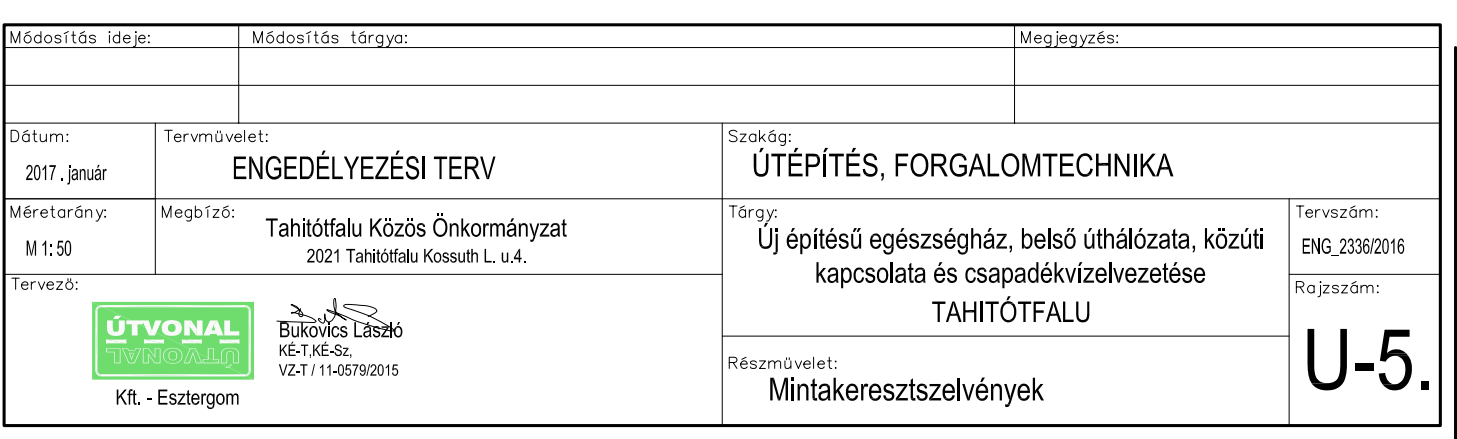 Módosítás ideje: Módosítás tárgya: Megjegyzés:
Dátum: Tervművelet: Szakág:
2017 . január ENGEDÉLYEZÉSI TERV ÚTÉPÍTÉS, FORGALOMTECHNIKA
Méretarány: Megbízó: Tárgy: Tervszám:
M 1: 50 Tahitótfalu Közös Önkormányzat
2021 Tahitótfalu Kossuth L. u.4.
Új építésű egészségház, belső úthálózata, közúti
kapcsolata és csapadékvízelvezetése
TAHITÓTFALU
ENG_2336/2016
Tervező: Rajzszám:
ÚTVONAL
ÚTVONAL
Kft. - Esztergom
Bukovics László
KÉ-T,KÉ-Sz,
VZ-T / 11-0579/2015
Részművelet:
Mintakeresztszelvények
U-5.